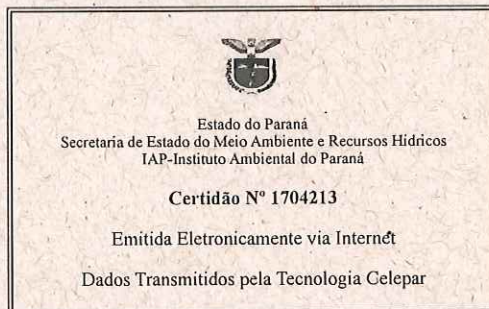 Estado do Paraná
Secretaria de Estado do Meio Ambiente e Recursos Hídricos
IAP-Instituto Ambiental do Paraná
Certidão Nº 1704213
Emitida Eletronicamente via Internet
Dados Transmitidos pela Tecnologia Celepar